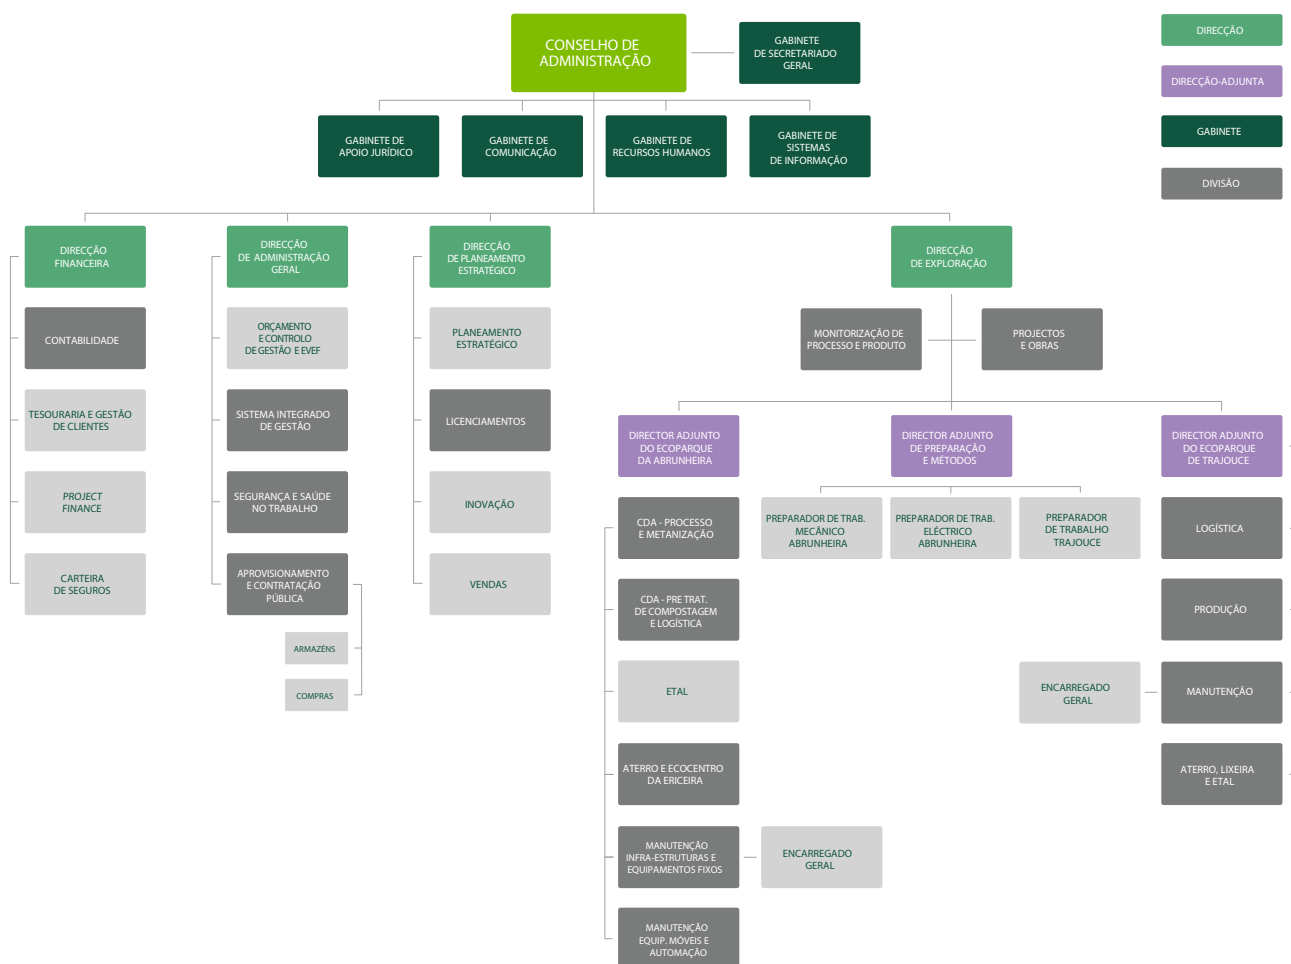 CONSELHO DE
ADMINISTRAÇÃO
GABINETE
DE SECRETARIADO
GERAL
DIRECÇÃO
DIRECÇÃO-ADJUNTA
GABINETE
DIVISÃO
GABINETE DE
APOIO JURÍDICO
GABINETE DE
COMUNICAÇÃO
GABINETE DE
RECURSOS HUMANOS
GABINETE DE
SISTEMAS
DE INFORMAÇÃO
DIRECÇÃO
FINANCEIRA
DIRECÇÃO
DE ADMINISTRAÇÃO
GERAL
DIRECÇÃO
DE PLANEAMENTO
ESTRATÉGICO
DIRECÇÃO
DE EXPLORAÇÃO
CONTABILIDADE
ORÇAMENTO
E CONTROLO
DE GESTÃO E EVEF
PLANEAMENTO
ESTRATÉGICO
MONITORIZAÇÂO DE
PROCESSO E PRODUTO
PROJECTOS
E OBRAS
TESOURARIA E GESTÃO
DE CLIENTES
SISTEMA INTEGRADO
DE GESTÃO
LICENCIAMENTOS
DIRECTOR ADJUNTO
DO ECOPARQUE
DA ABRUNHEIRA
DIRECTOR ADJUNTO
DE PREPARAÇÃO
E MÉTODOS
DIRECTOR ADJUNTO
DO ECOPARQUE
DE TRAJOUCE
PROJECT
FINANCE
SEGURANÇA E SAÚDE
NO TRABALHO
INOVAÇÃO
CDA - PROCESSO
E METANIZAÇÃO
PREPARADOR DE TRAB.
MECÂNICO
ABRUNHEIRA
PREPARADOR DE TRAB.
ELÉCTRICO
ABRUNHEIRA
PREPARADOR
DE TRABALHO
TRAJOUCE
LOGÍSTICA
CARTEIRA
DE SEGUROS
APROVISIONAMENTO
E CONTRATAÇÃO
PÚBLICA
VENDAS
CDA - PRE TRAT.
DE COMPOSTAGEM
E LOGÍSTICA
PRODUÇÃO
ARMAZÉNS
COMPRAS
ETAL
ENCARREGADO
GERAL
MANUTENÇÃO
ATERRO E ECOCENTRO
DA ERICEIRA
ATERRO, LIXEIRA
E ETAL
MANUTENÇÃO
INFRA-ESTRUTURAS E
EQUIPAMENTOS FIXOS
ENCARREGADO
GERAL
MANUTENÇÃO
EQUIP. MÓVEIS E
AUTOMAÇÃO